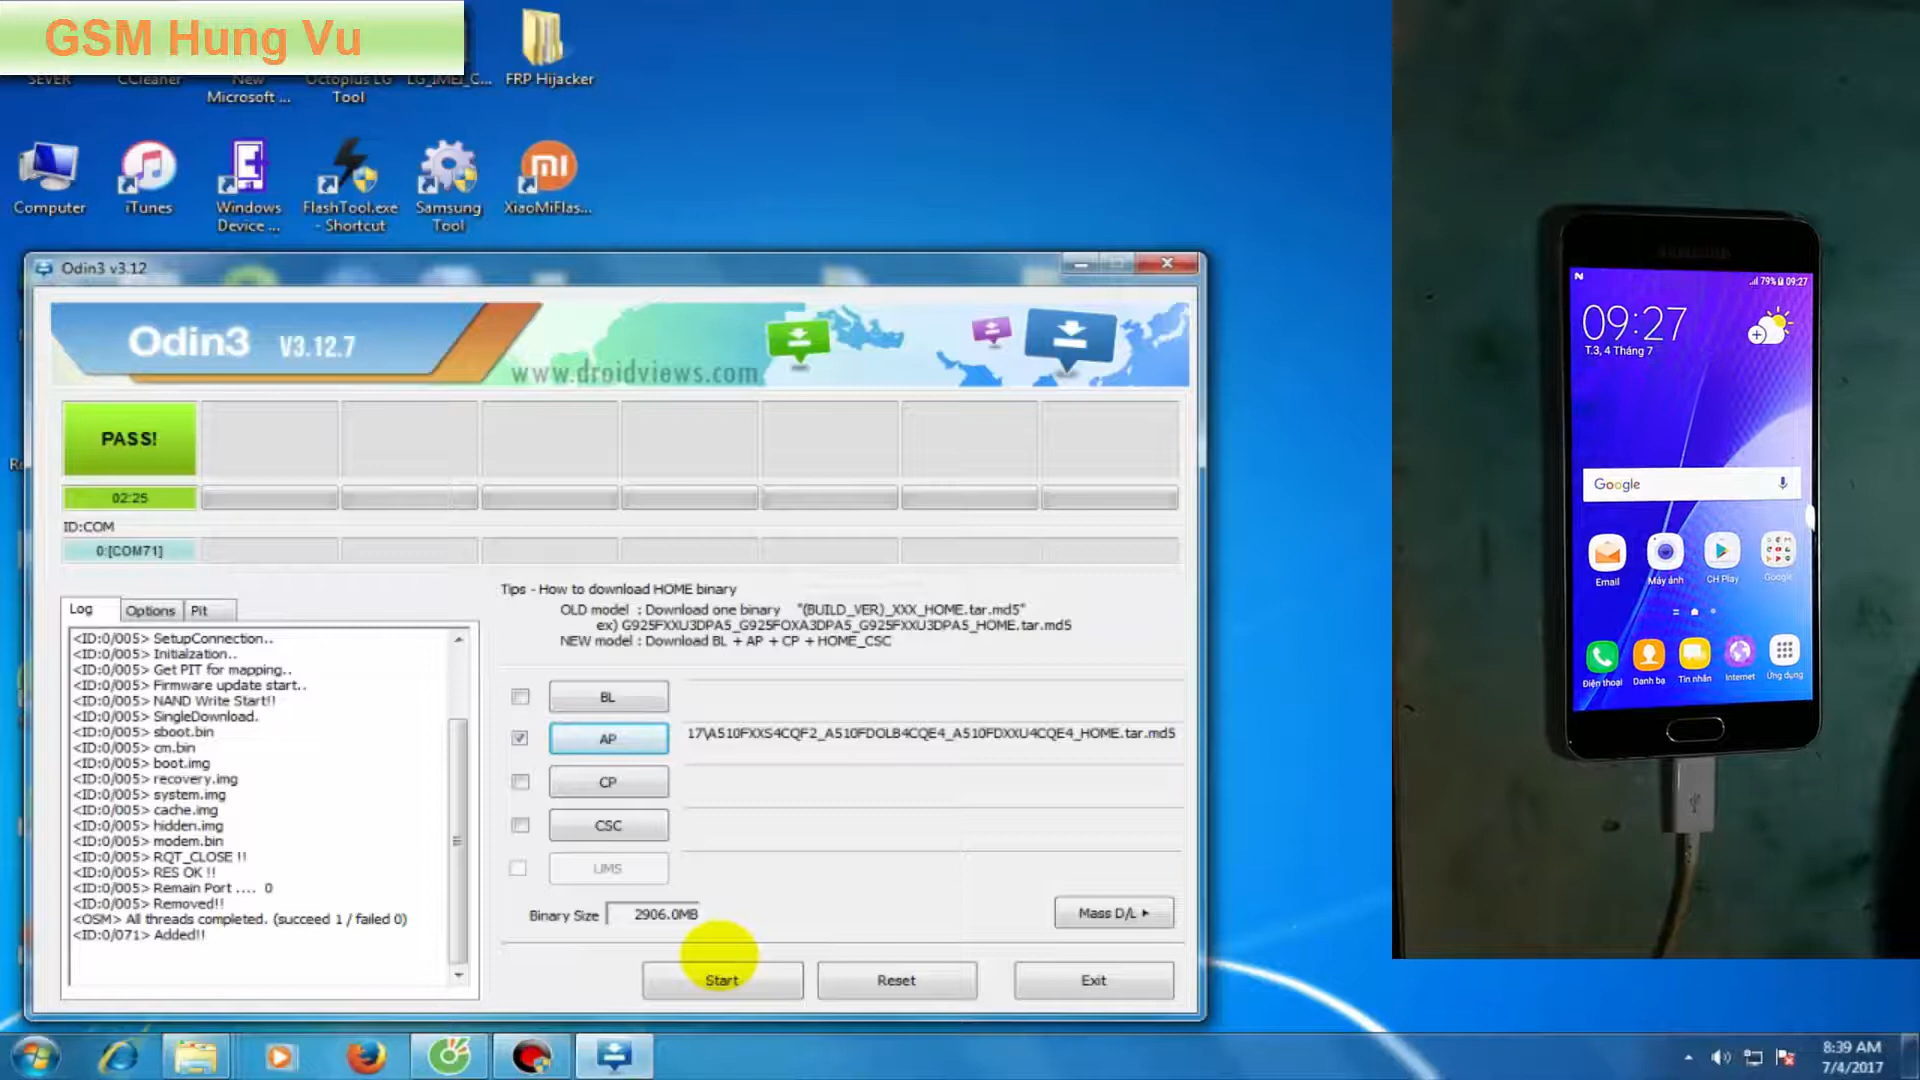 GSM Hung Vu
SEVER
CCleaner
New
Microsoft ...
Octoplus LG
Tool
LG_IMEI_C...
FRP Hijacker
Computer
iTunes
Windows
Device ...
FlashTool.exe
- Shortcut
Samsung
Tool
XiaoMiFlas...
Odin3 v3.12
Odin3 V3.12.7
www.droidviews.com
PASS!
02:25
ID:COM
0:[COM71]
Log
Options
Pit
<ID:0/005> SetupConnection..
<ID:0/005> Initialzation..
<ID:0/005> Get PIT for mapping..
<ID:0/005> Firmware update start..
<ID:0/005> NAND Write Start!!
<ID:0/005> SingleDownload.
<ID:0/005> sboot.bin
<ID:0/005> cm.bin
<ID:0/005> boot.img
<ID:0/005> recovery.img
<ID:0/005> system.img
<ID:0/005> cache.img
<ID:0/005> hidden.img
<ID:0/005> modem.bin
<ID:0/005> RQT_CLOSE !!
<ID:0/005> RES OK !!
<ID:0/005> Remain Port .... 0
<ID:0/005> Removed!!
<OSM> All threads completed. (succeed 1 / failed 0)
<ID:0/071> Added!!
Tips - How to download HOME binary
OLD model : Download one binary "(BUILD_VER)_XXX_HOME.tar.md5"
ex) G925FXXU3DPA5_G925FOXA3DPA5_G925FXXU3DPA5_HOME.tar.md5
NEW model : Download BL + AP + CP + HOME_CSC
BL
AP
17\A510FXXS4CQF2_A510FDOLB4CQE4_A510FDXXU4CQE4_HOME.tar.md5
CP
CSC
UMS
Binary Size
2906.0MB
Mass D/L
Start
Reset
Exit
8:39 AM
7/4/2017
SAMSUNG
79% 09:27
09:27
T.3, 4 Tháng 7
Google
Email
Máy ảnh
CH Play
Google
Điện thoại
Danh bạ
Tin nhắn
Internet
Ứng dụng